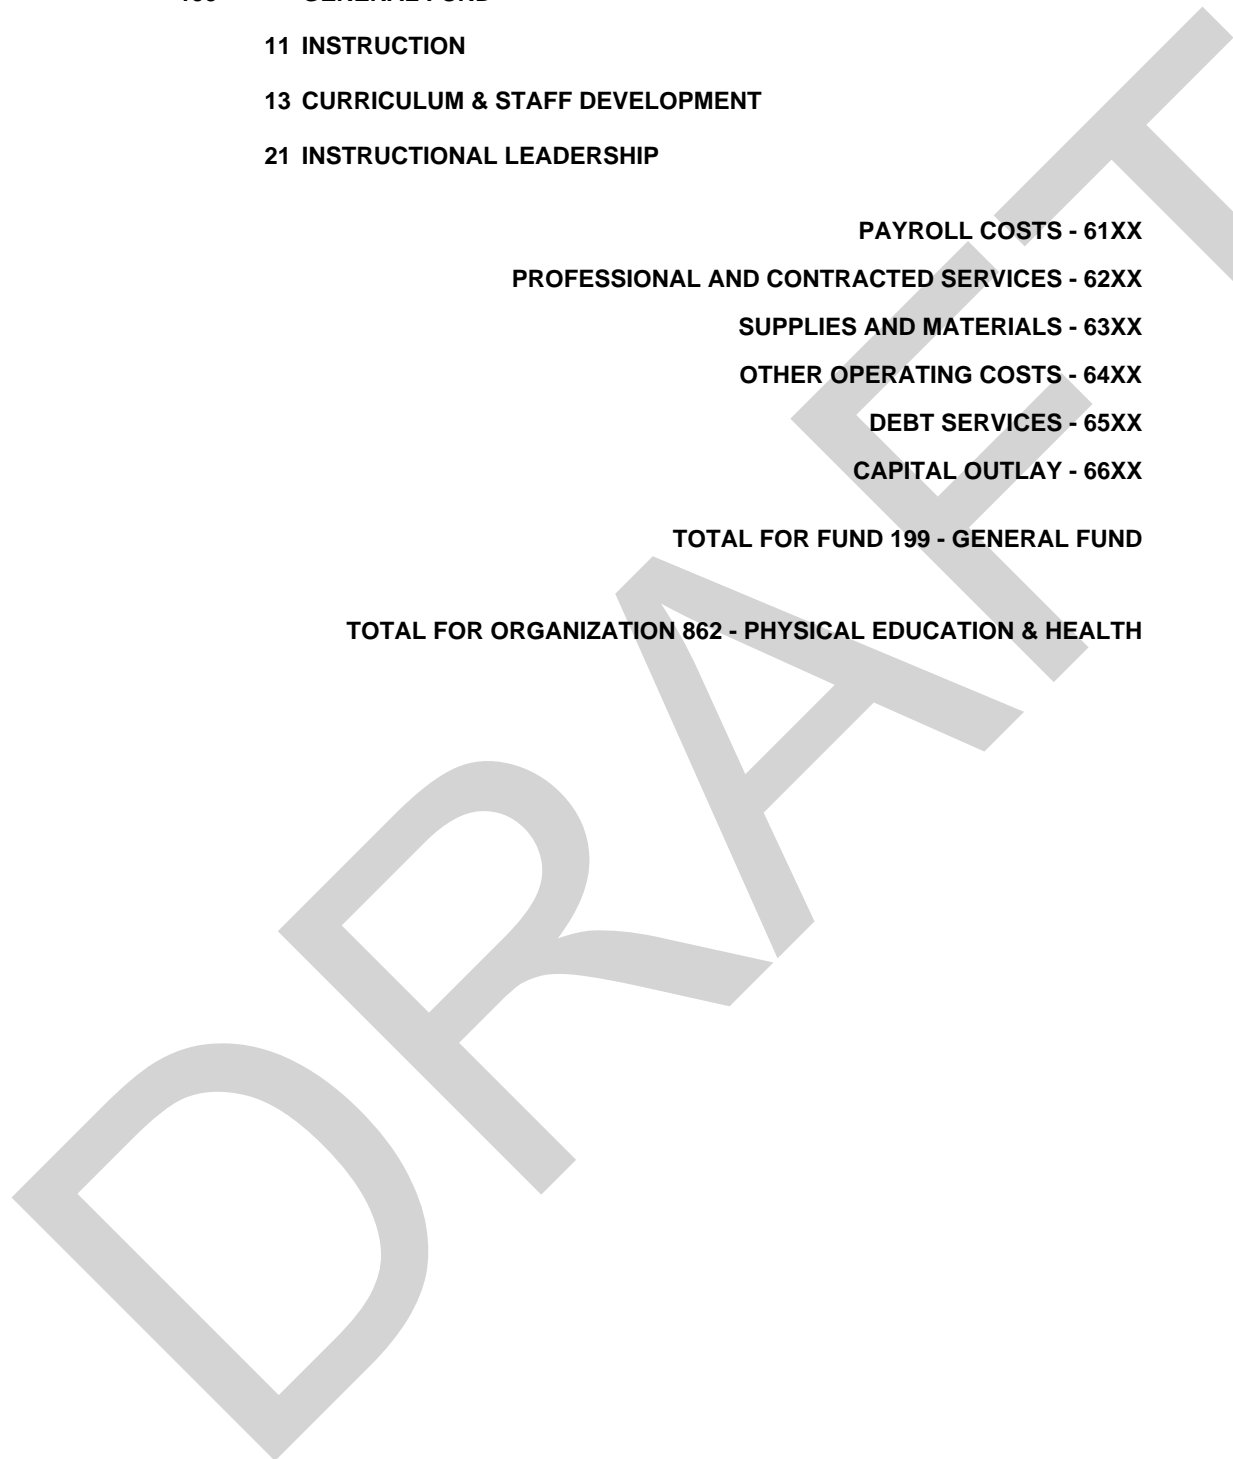 GENERAL FUND
11 INSTRUCTION
13 CURRICULUM & STAFF DEVELOPMENT
21 INSTRUCTIONAL LEADERSHIP
PAYROLL COSTS - 61XX
PROFESSIONAL AND CONTRACTED SERVICES - 62XX
SUPPLIES AND MATERIALS - 63XX
OTHER OPERATING COSTS - 64XX
DEBT SERVICES - 65XX
CAPITAL OUTLAY - 66XX
TOTAL FOR FUND 199 - GENERAL FUND
TOTAL FOR ORGANIZATION 862 - PHYSICAL EDUCATION & HEALTH
DRAFT